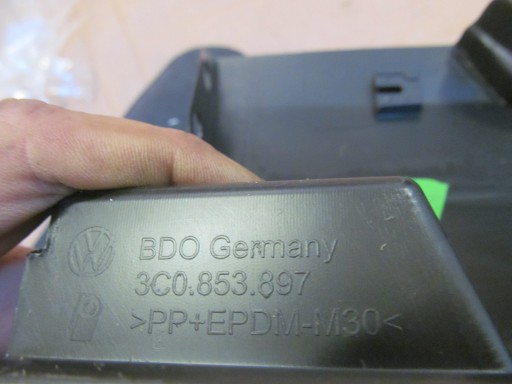 BDO Germany
3C0.853.897
>PP+EPDM-M30<